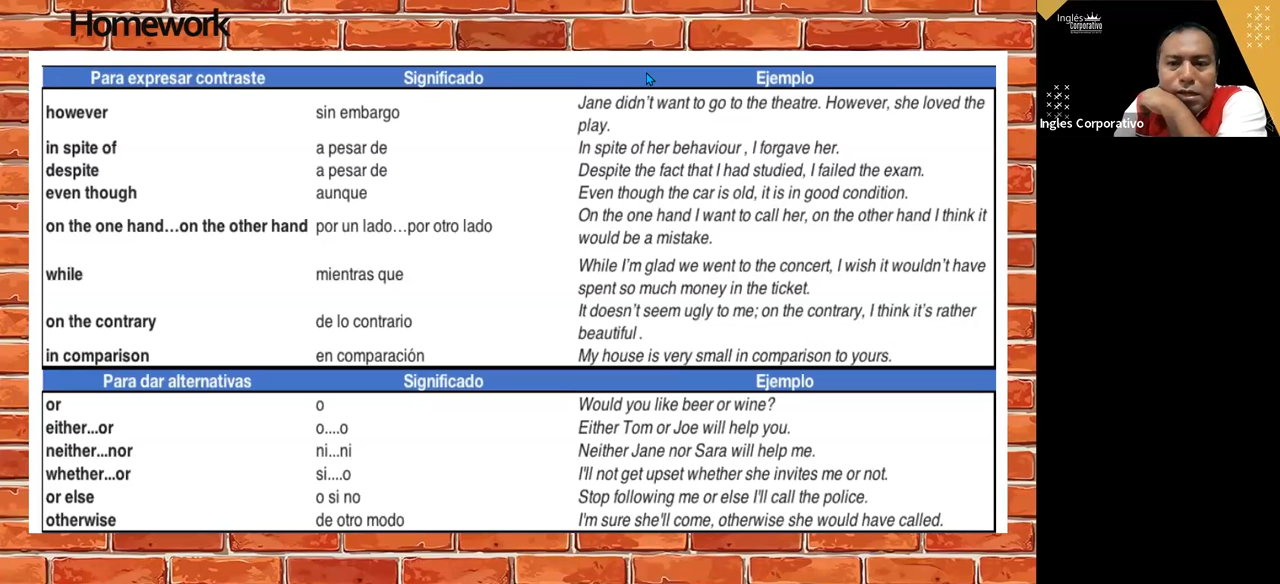 Homework
Para expresar contraste Significado Ejemplo
however sin embargo Jane didn't want to go to the theatre. However, she loved the
play.
in spite of a pesar de In spite of her behaviour , I forgave her.
despite a pesar de Despite the fact that I had studied, I failed the exam.
even though aunque Even though the car is old, it is in good condition.
on the one hand...on the other hand por un lado...por otro lado On the one hand I want to call her, on the other hand I think it
would be a mistake.
while mientras que While I'm glad we went to the concert, I wish it wouldn't have
spent so much money in the ticket.
on the contrary de lo contrario It doesn't seem ugly to me; on the contrary, I think it's rather
beautiful .
in comparison en comparación My house is very small in comparison to yours.
Para dar alternativas Significado Ejemplo
or o Would you like beer or wine?
either...or o....o Either Tom or Joe will help you.
neither...nor ni...ni Neither Jane nor Sara will help me.
whether...or si....o I'll not get upset whether she invites me or not.
or else o si no Stop following me or else I'll call the police.
otherwise de otro modo I'm sure she'll come, otherwise she would have called.
Inglés
Corporativo
Ingles Corporativo